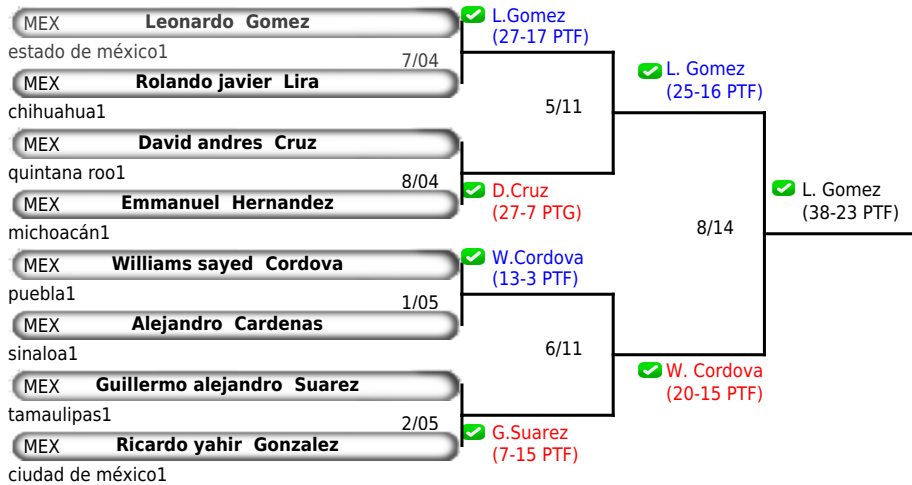 MEX Leonardo Gomez
estado de méxico1
7/04
MEX Rolando javier Lira
chihuahua1
MEX David andres Cruz
quintana roo1
8/04
MEX Emmanuel Hernandez
michoacán1
MEX Williams sayed Cordova
puebla1
1/05
MEX Alejandro Cardenas
sinaloa1
MEX Guillermo alejandro Suarez
tamaulipas1
2/05
MEX Ricardo yahir Gonzalez
ciudad de méxico1
L.Gomez
(27-17 PTF)
5/11
D.Cruz
(27-7 PTG)
W.Cordova
(13-3 PTF)
6/11
G.Suarez
(7-15 PTF)
L. Gomez
(25-16 PTF)
8/14
W. Cordova
(20-15 PTF)
L. Gomez
(38-23 PTF)